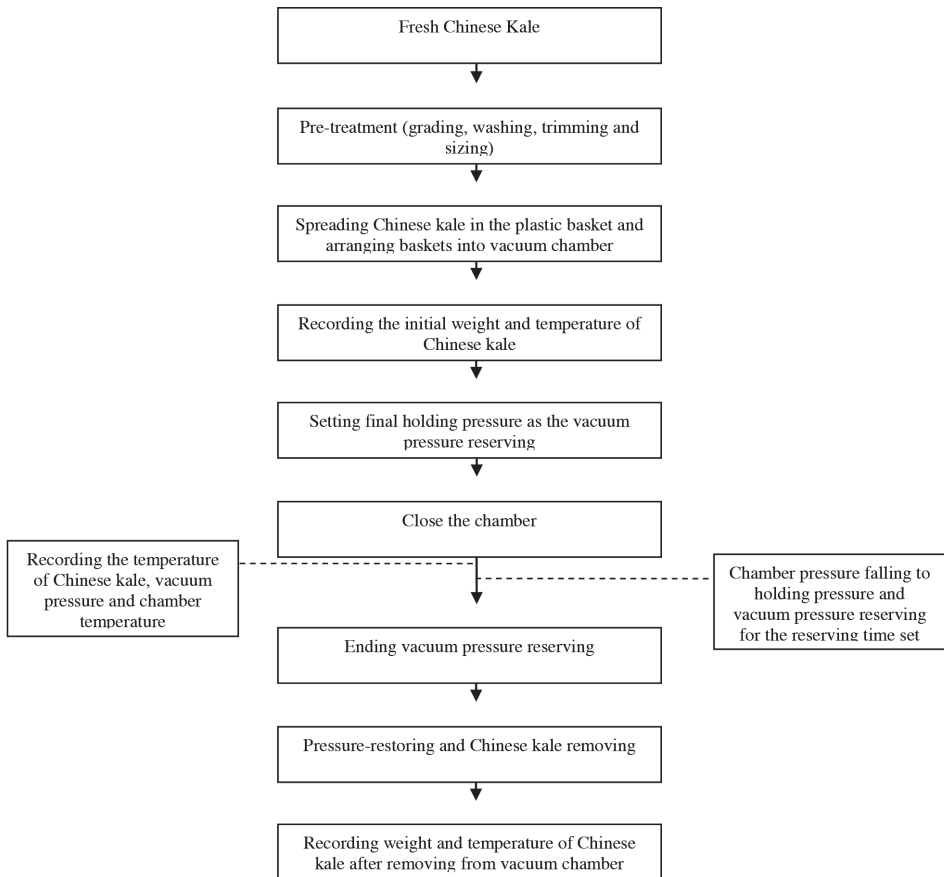 Fresh Chinese Kale
Pre-treatment (grading, washing, trimming and
sizing)
Spreading Chinese kale in the plastic basket and
arranging baskets into vacuum chamber
Recording the initial weight and temperature of
Chinese kale
Setting final holding pressure as the vacuum
pressure reserving
Close the chamber
Recording the temperature
of Chinese kale, vacuum
pressure and chamber
temperature
Chamber pressure falling to
holding pressure and
vacuum pressure reserving
for the reserving time set
Ending vacuum pressure reserving
Pressure-restoring and Chinese kale removing
Recording weight and temperature of Chinese
kale after removing from vacuum chamber